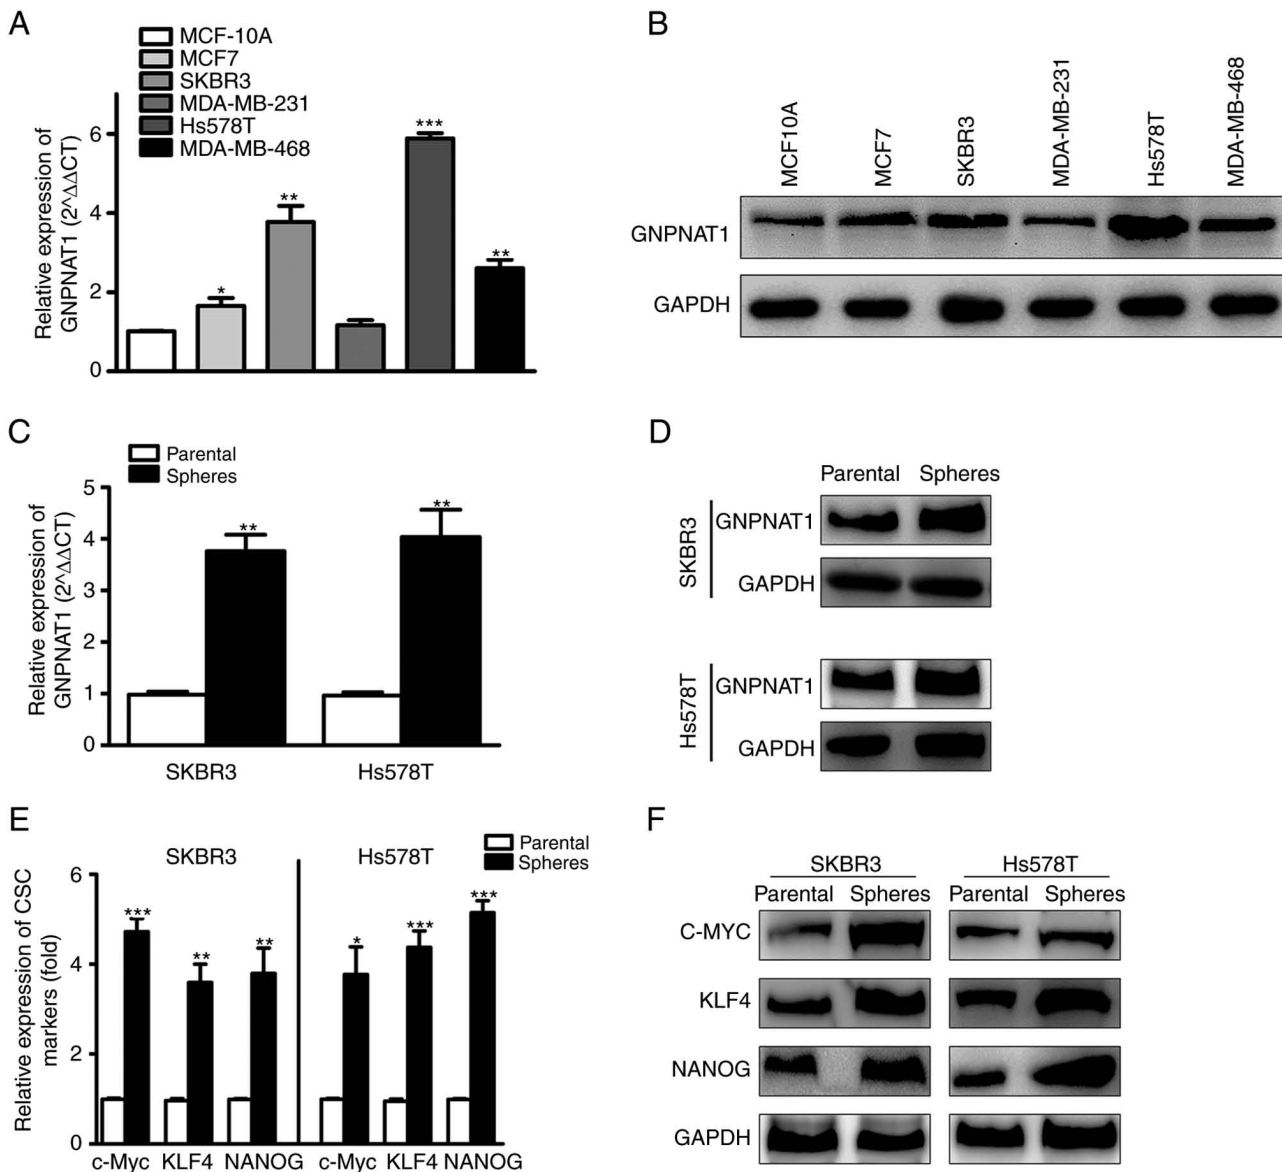 A
MCF-10A
MCF7
SKBR3
MDA-MB-231
Hs578T
MDA-MB-468
Relative expression of
GNPNAT1 (2^ΔΔCT)
6
4
2
0
*
**
***
**
B
MCF10A
MCF7
SKBR3
MDA-MB-231
Hs578T
MDA-MB-468
GNPNAT1
GAPDH
C
Parental
Spheres
Relative expression of
GNPNAT1 (2^ΔΔCT)
5
4
3
2
1
0
**
**
SKBR3
Hs578T
D
Parental Spheres
SKBR3
GNPNAT1
GAPDH
Hs578T
GNPNAT1
GAPDH
E
Parental
Spheres
SKBR3
Hs578T
Relative expression of CSC
markers (fold)
6
4
2
0
*** ** ** * *** ***
c-Myc KLF4 NANOG c-Myc KLF4 NANOG
F
SKBR3 Hs578T
Parental Spheres Parental Spheres
C-MYC
KLF4
NANOG
GAPDH